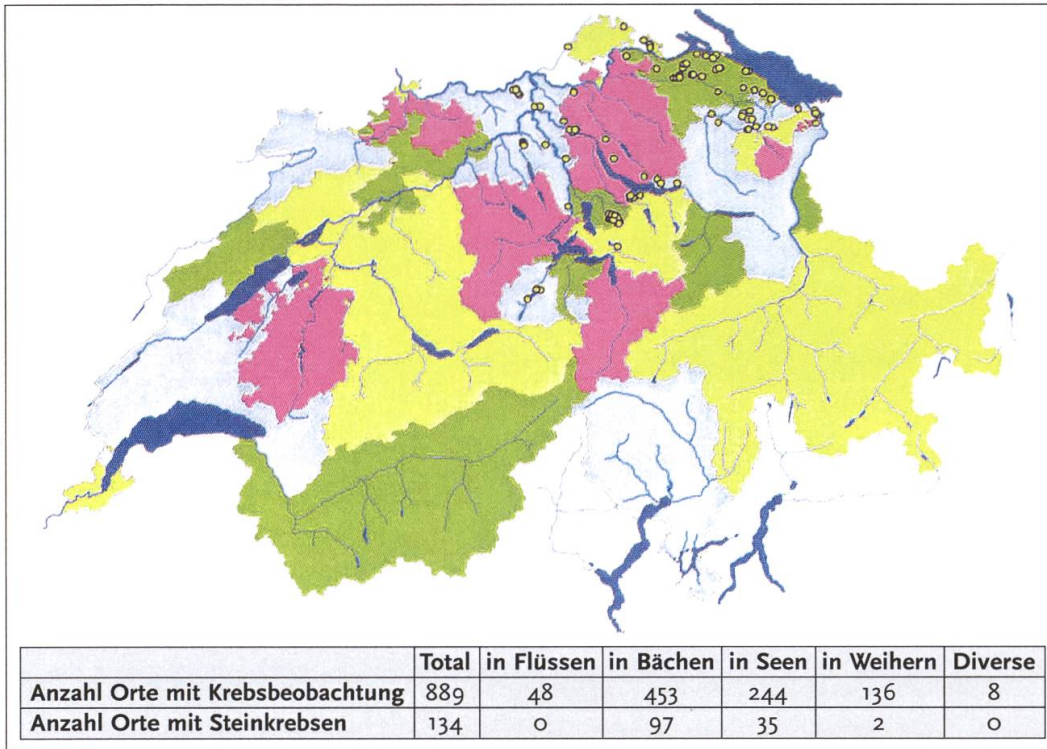 Total in Flüssen in Bächen in Seen in Weihern Diverse
Anzahl Orte mit Krebsbeobachtung 889 48 453 244 136 8
Anzahl Orte mit Steinkrebsen 134 0 97 35 2 0